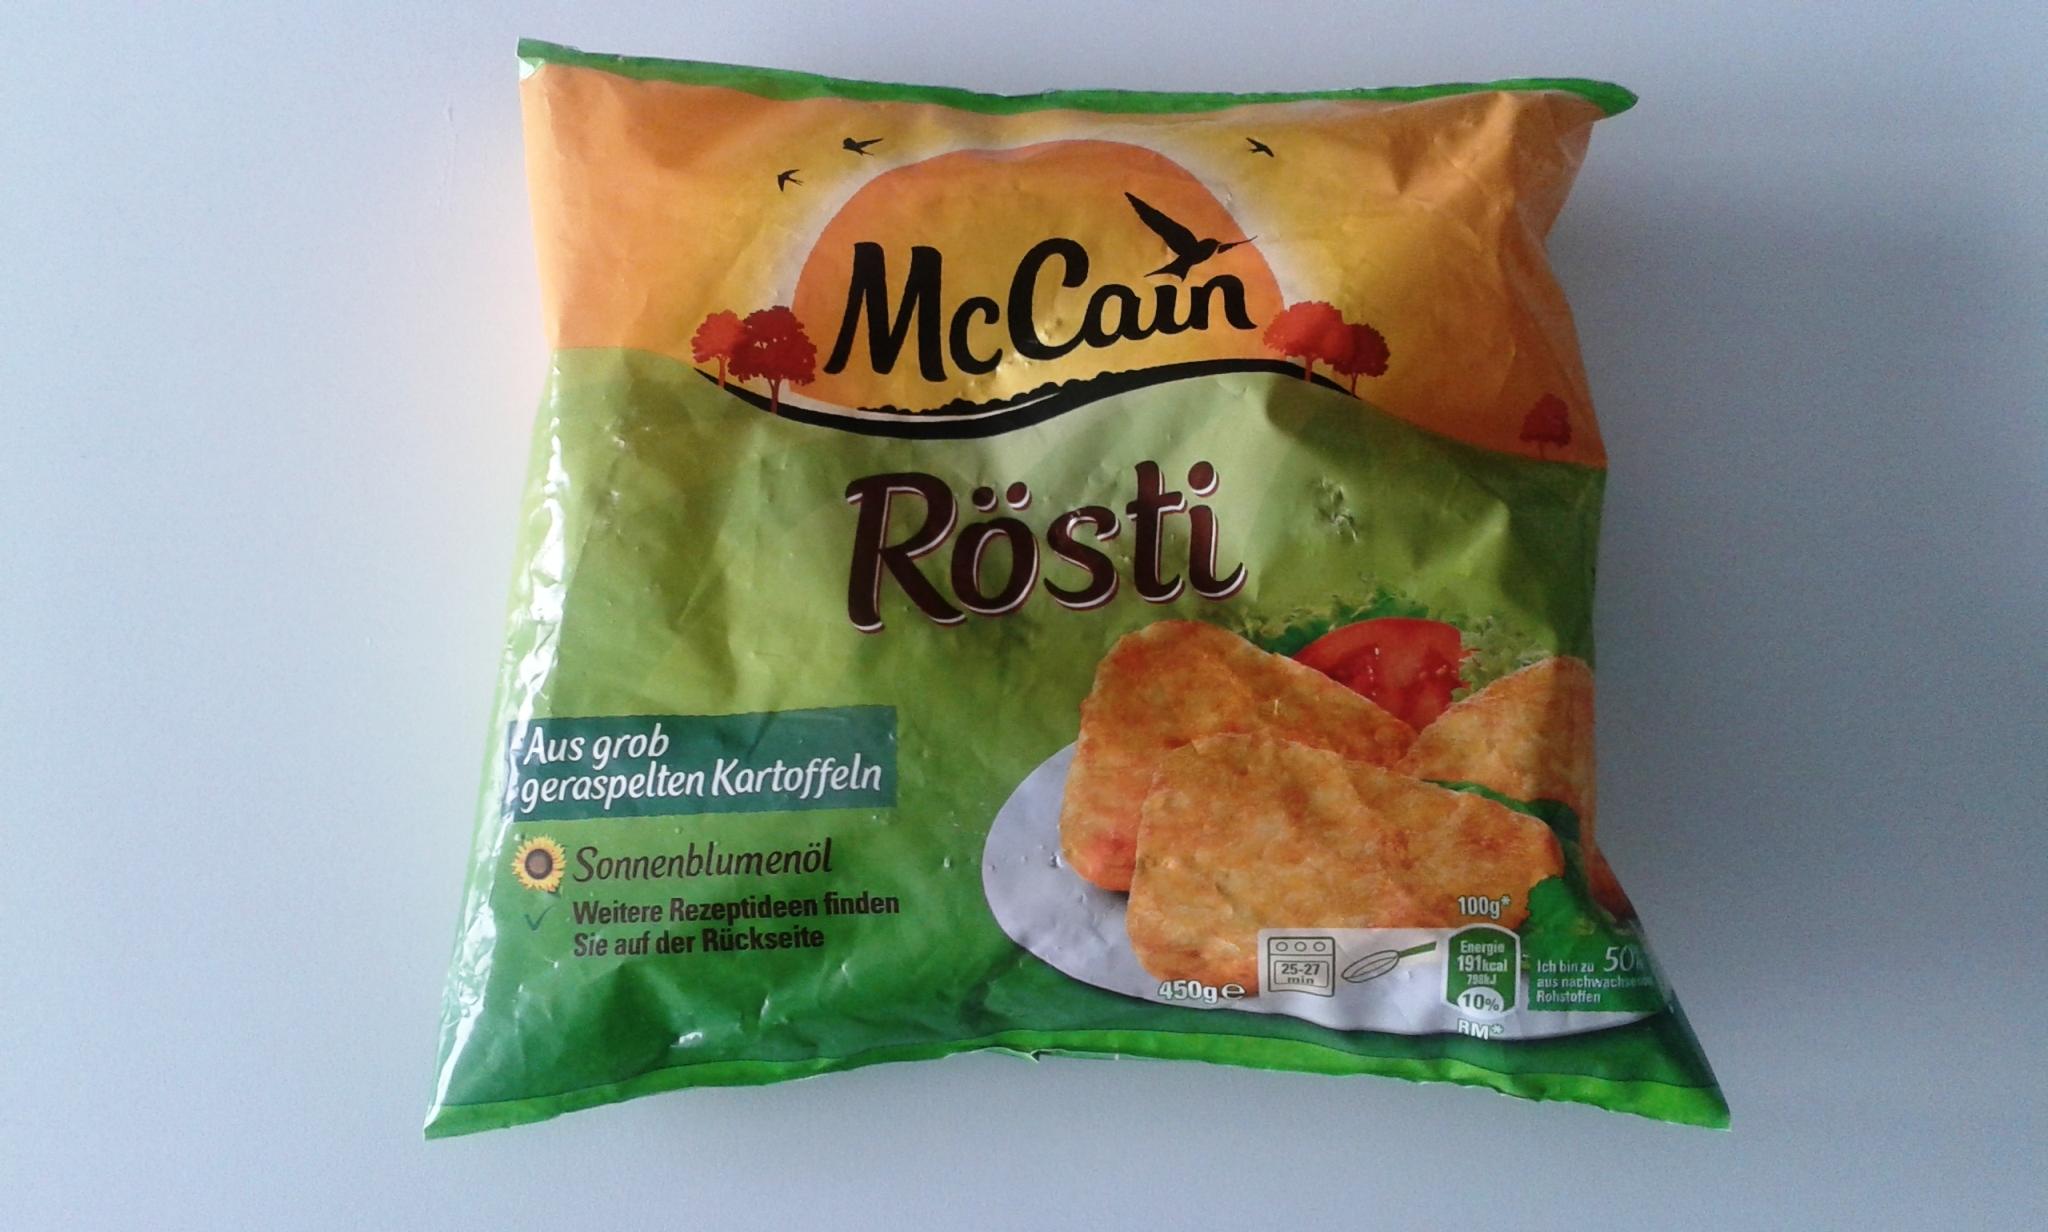 McCain
Rösti
Aus grob
geraspelten Kartoffeln
Sonnenblumenöl
Weitere Rezeptideen finden
Sie auf der Rückseite
450g℮
25-27
min
100g*
Energie
191kcal
798kJ
10%
RM*
Ich bin zu 50%
aus nachwachsenden
Rohstoffen